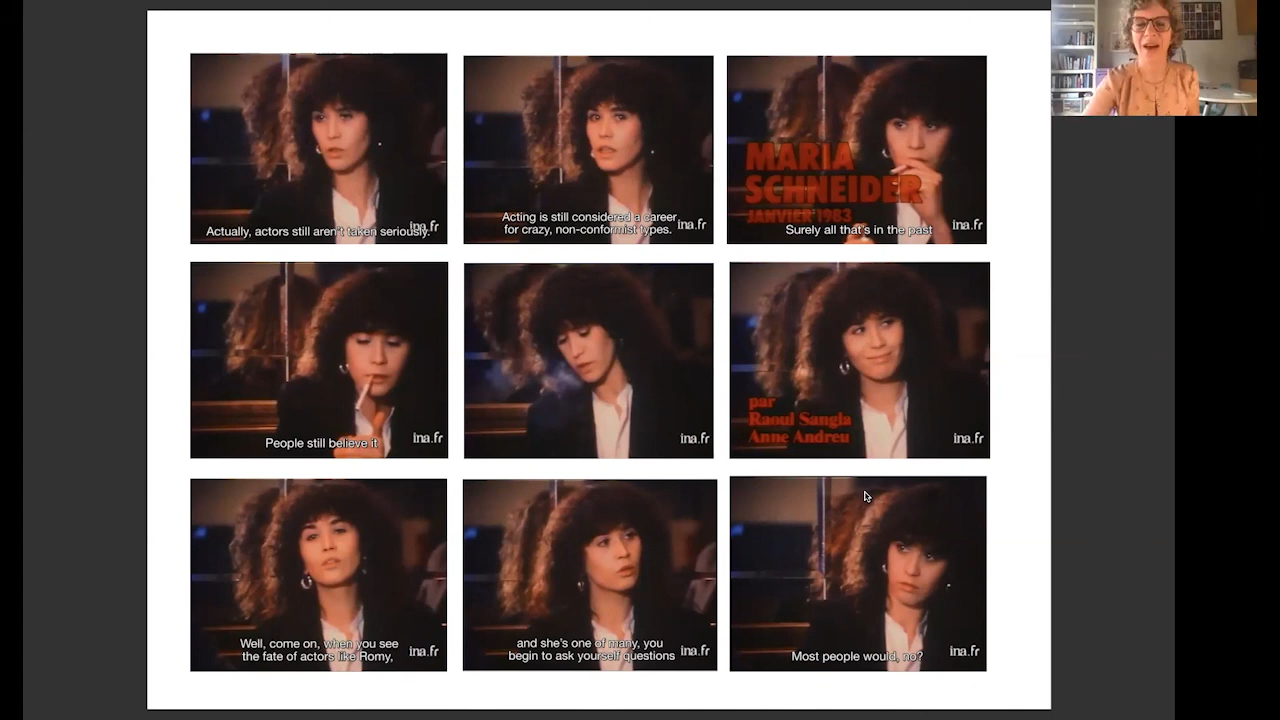 Actually, actors still aren't taken seriously.
ina.fr
Acting is still considered a career
for crazy, non-conformist types.
ina.fr
MARIA
SCHNEIDER
JANVIER 1983
Surely all that's in the past
ina.fr
People still believe it
ina.fr
ina.fr
par
Raoul Sangla
Anne Andreu
ina.fr
Well, come on, when you see
the fate of actors like Romy,
ina.fr
and she's one of many, you
begin to ask yourself questions
ina.fr
Most people would, no?
ina.fr